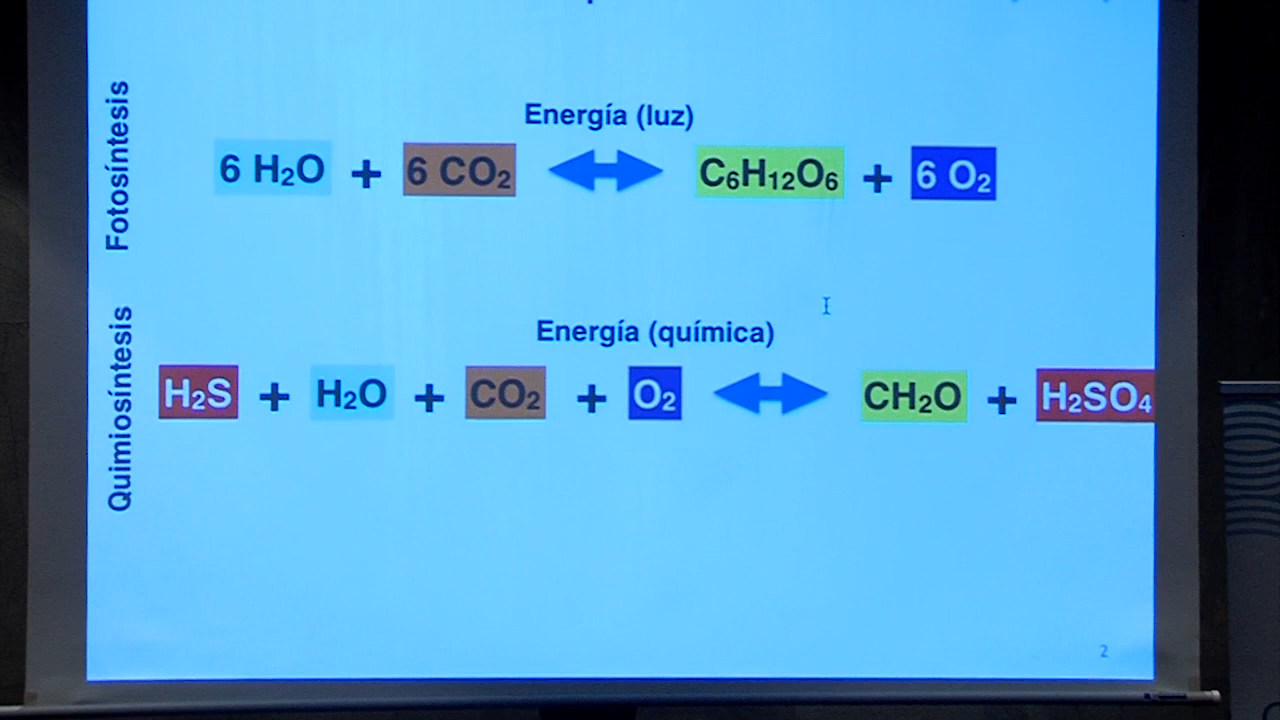 Fotosíntesis
Energía (luz)
6 H₂O + 6 CO₂ ↔ C₆H₁₂O₆ + 6 O₂
Quimiosíntesis
Energía (química)
H₂S + H₂O + CO₂ + O₂ ↔ CH₂O + H₂SO₄
2